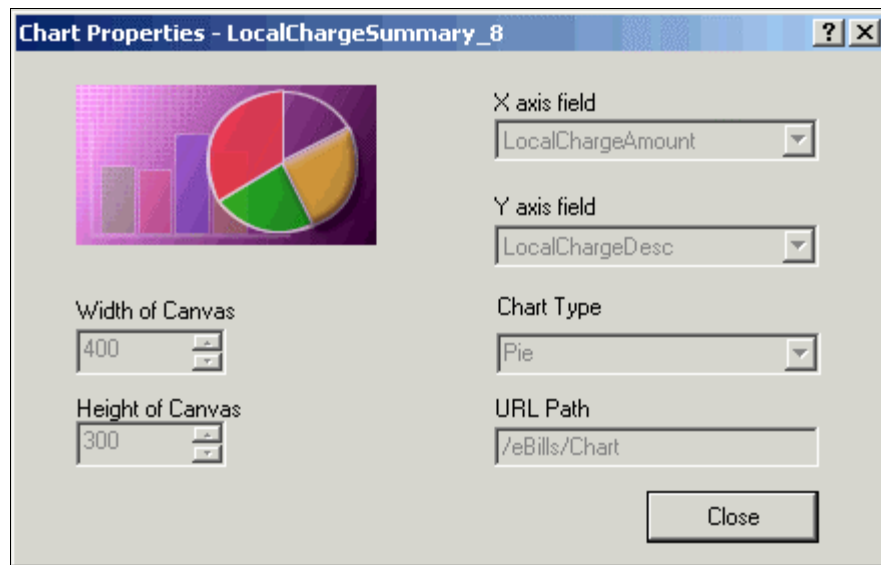 Chart Properties - LocalChargeSummary_8
X axis field
LocalChargeAmount
Y axis field
LocalChargeDesc
Width of Canvas
400
Chart Type
Pie
Height of Canvas
300
URL Path
/eBills/Chart
Close